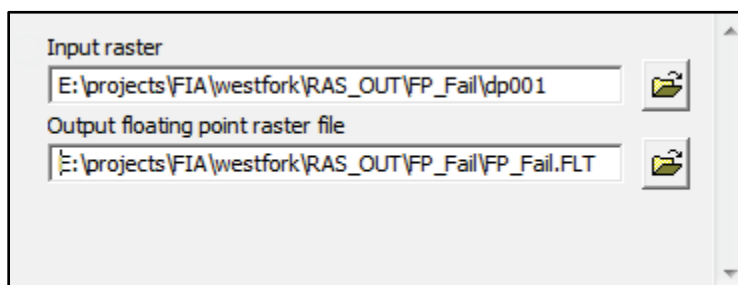 Input raster
E:\projects\FIA\westfork\RAS_OUT\FP_Fail\dp001
Output floating point raster file
E:\projects\FIA\westfork\RAS_OUT\FP_Fail\FP_Fail.FLT